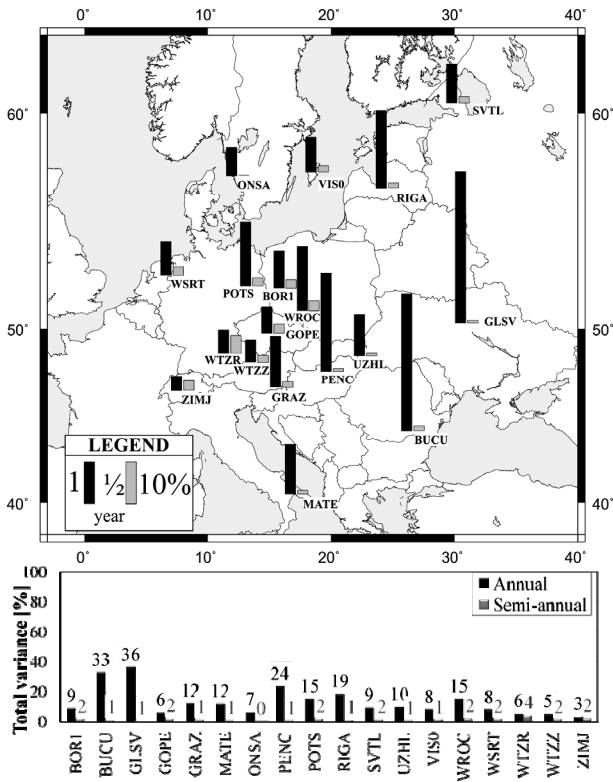 0° 10° 20° 30° 40°
60°
60°
SVTL
ONSA
VIS0
RIGA
WSRT
POTS
BOR1
WROC
GLSV
50°
50°
GOPE
WTZR
WTZZ
UZHL
PENC
ZIMJ
GRAZ
BUCU
LEGEND
1 ½ 10%
year
MATE
40°
40°
0° 10° 20° 30° 40°
Total variance [%]
100
80
60
40
20
0
Annual
Semi-annual
9 2 33 1 36 1 6 2 12 1 12 1 7 0 24 1 15 2 19 1 9 2 10 1 8 1 15 2 8 2 6 4 5 2 3 2
BOR1 BUCU GLSV GOPE GRAZ MATE ONSA PENC POTS RIGA SVTL UZHL VIS0 WROC WSRT WTZR WTZZ ZIMJ